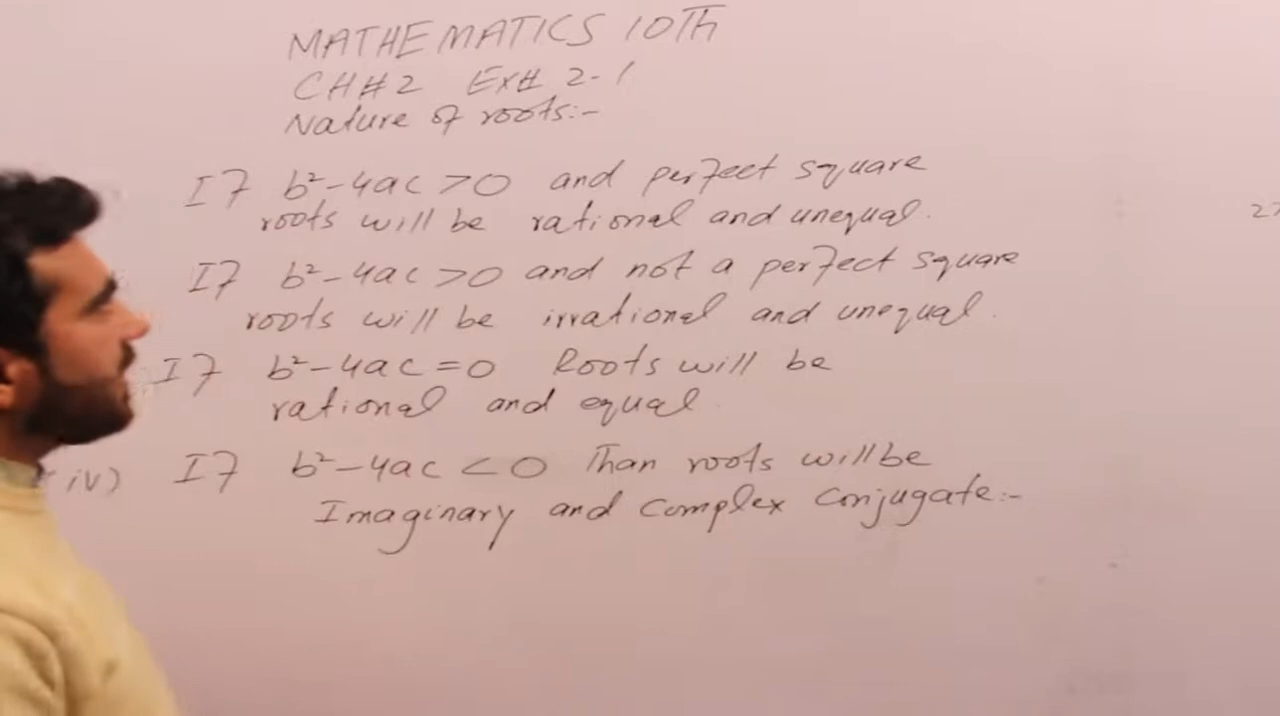 MATHEMATICS 10Th
CH#2 Ex# 2-1
Nature of roots:-
If b²-4ac >0 and perfect square
roots will be rational and unequal.
If b²-4ac >0 and not a perfect square
roots will be irrational and unequal.
If b²-4ac =0 Roots will be
rational and equal
iv) If b²-4ac <0 Than roots will be
Imaginary and complex conjugate:-